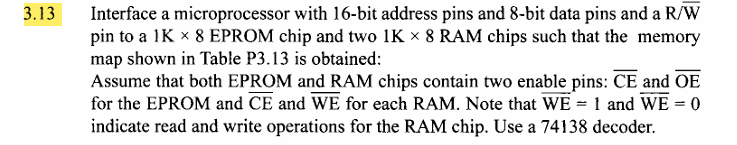 3.13 Interface a microprocessor with 16-bit address pins and 8-bit data pins and a R/W̅
pin to a 1K × 8 EPROM chip and two 1K × 8 RAM chips such that the memory
map shown in Table P3.13 is obtained:
Assume that both EPROM and RAM chips contain two enable pins: C̅E̅ and O̅E̅
for the EPROM and C̅E̅ and W̅E̅ for each RAM. Note that W̅E̅ = 1 and W̅E̅ = 0
indicate read and write operations for the RAM chip. Use a 74138 decoder.